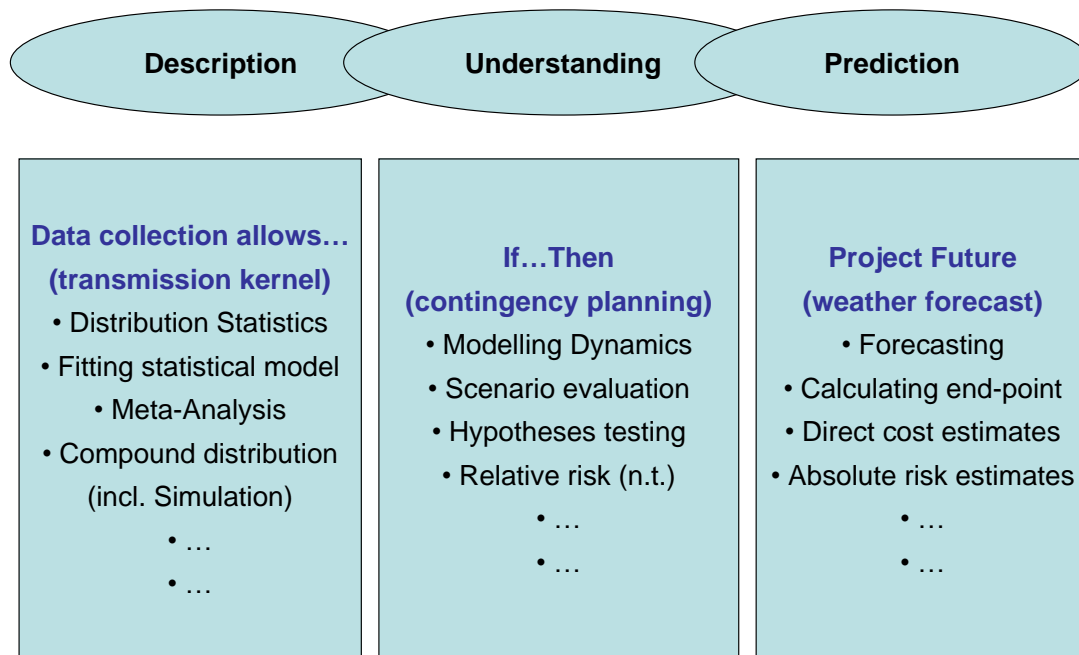 Description
Understanding
Prediction
Data collection allows…
(transmission kernel)
• Distribution Statistics
• Fitting statistical model
• Meta-Analysis
• Compound distribution
(incl. Simulation)
• …
• …
If…Then
(contingency planning)
• Modelling Dynamics
• Scenario evaluation
• Hypotheses testing
• Relative risk (n.t.)
• …
• …
Project Future
(weather forecast)
• Forecasting
• Calculating end-point
• Direct cost estimates
• Absolute risk estimates
• …
• …